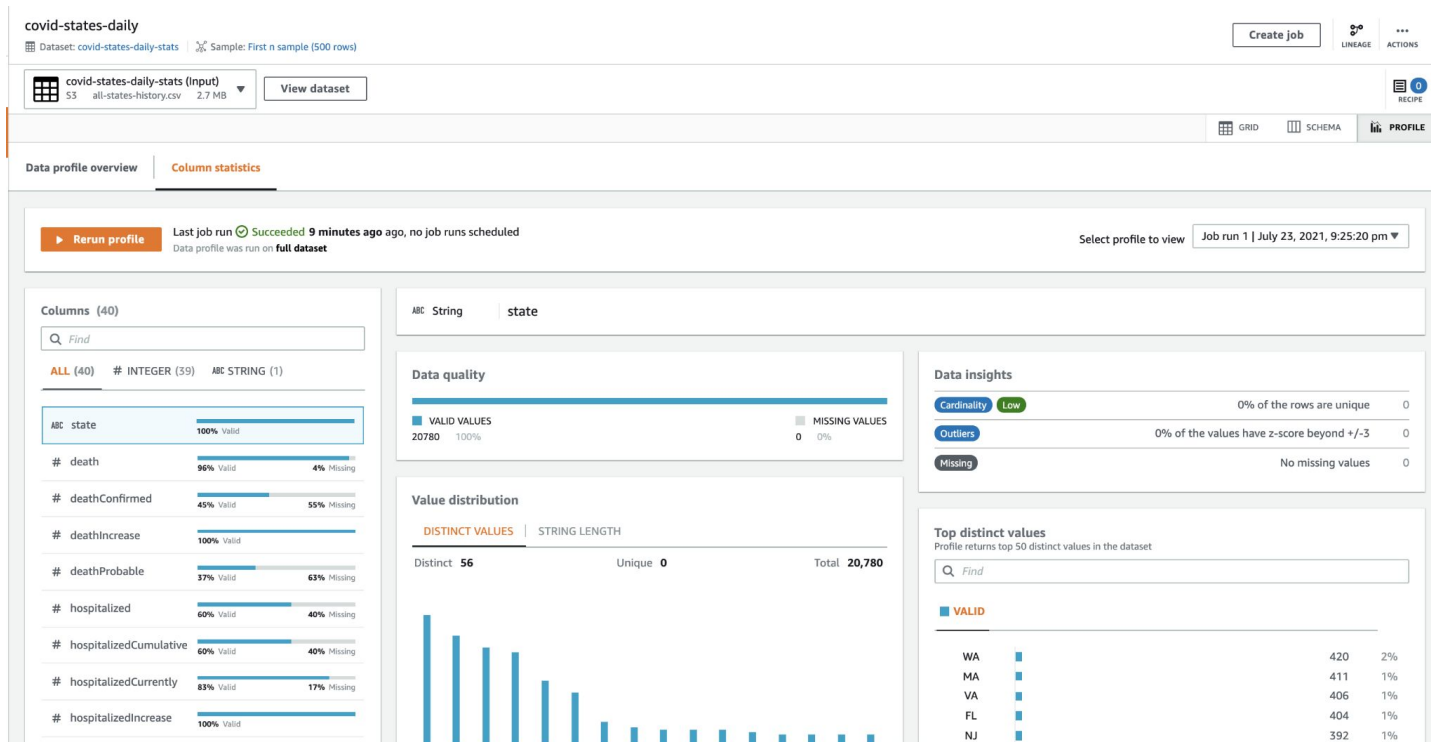 covid-states-daily
Dataset: covid-states-daily-stats Sample: First n sample (500 rows)
Create job
LINEAGE
ACTIONS
covid-states-daily-stats (Input)
S3 all-states-history.csv 2.7 MB
View dataset
0
RECIPE
GRID SCHEMA PROFILE
Data profile overview Column statistics
Rerun profile
Last job run Succeeded 9 minutes ago ago, no job runs scheduled
Data profile was run on full dataset
Select profile to view Job run 1 | July 23, 2021, 9:25:20 pm
Columns (40)
Find
ALL (40) # INTEGER (39) ABC STRING (1)
ABC state
100% Valid
# death
96% Valid 4% Missing
# deathConfirmed
45% Valid 55% Missing
# deathIncrease
100% Valid
# deathProbable
37% Valid 63% Missing
# hospitalized
60% Valid 40% Missing
# hospitalizedCumulative
60% Valid 40% Missing
# hospitalizedCurrently
83% Valid 17% Missing
# hospitalizedIncrease
100% Valid
ABC String state
Data quality
VALID VALUES MISSING VALUES
20780 100% 0 0%
Value distribution
DISTINCT VALUES STRING LENGTH
Distinct 56 Unique 0 Total 20,780
Data insights
Cardinality Low 0% of the rows are unique 0
Outliers 0% of the values have z-score beyond +/-3 0
Missing No missing values 0
Top distinct values
Profile returns top 50 distinct values in the dataset
Find
VALID
WA 420 2%
MA 411 1%
VA 406 1%
FL 404 1%
NJ 392 1%